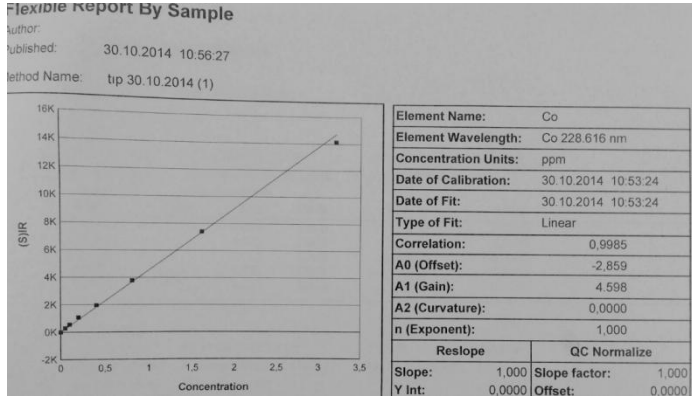 Flexible Report By Sample
Author:
Published: 30.10.2014 10:56:27
Method Name: tıp 30.10.2014 (1)
16K
14K
12K
10K
8K
6K
4K
2K
0K
-2K
(S)IR
0 0,5 1 1,5 2 2,5 3 3,5
Concentration
Element Name: Co
Element Wavelength: Co 228.616 nm
Concentration Units: ppm
Date of Calibration: 30.10.2014 10:53:24
Date of Fit: 30.10.2014 10:53:24
Type of Fit: Linear
Correlation: 0,9985
A0 (Offset): -2,859
A1 (Gain): 4.598
A2 (Curvature): 0,0000
n (Exponent): 1,000
Reslope QC Normalize
Slope: 1,000 Slope factor: 1,000
Y Int: 0,0000 Offset: 0,0000